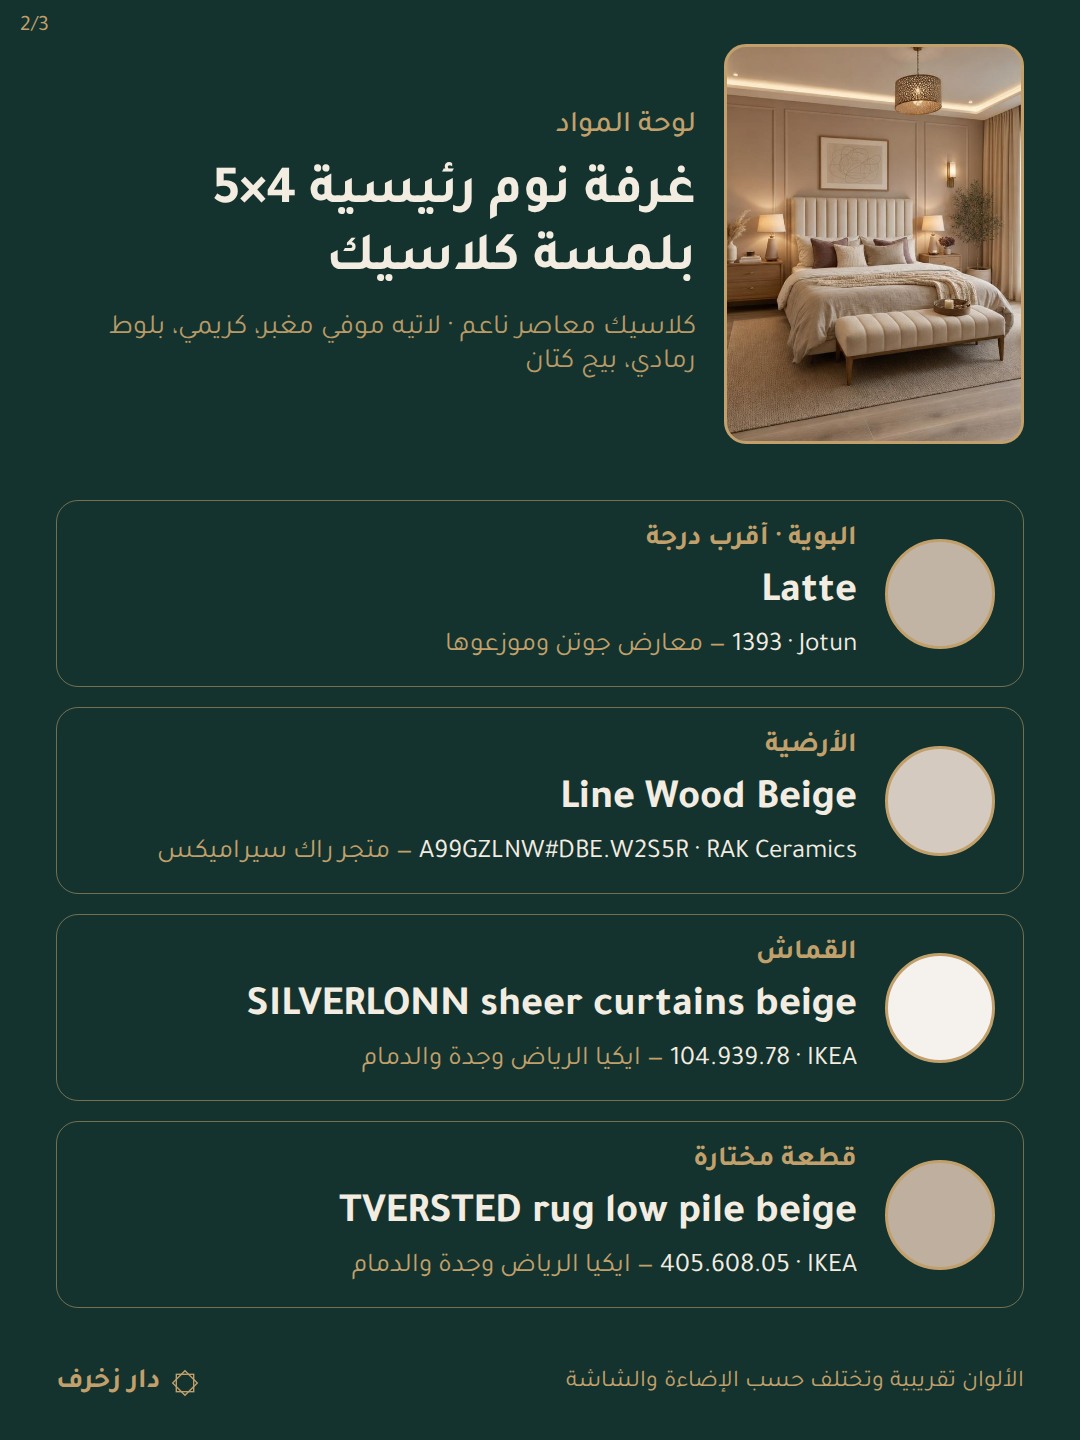 2/3
لوحة المواد
غرفة نوم رئيسية 4×5
بلمسة كلاسيك
كلاسيك معاصر ناعم · لاتيه موفي مغبر، كريمي، بلوط
رمادي، بيج كتان
البوية · أقرب درجة
Latte
1393 · Jotun – معارض جوتن وموزعوها
الأرضية
Line Wood Beige
A99GZLNW#DBE.W2S5R · RAK Ceramics – متجر راك سيراميكس
القماش
SILVERLONN sheer curtains beige
104.939.78 · IKEA – ايكيا الرياض وجدة والدمام
قطعة مختارة
TVERSTED rug low pile beige
405.608.05 · IKEA – ايكيا الرياض وجدة والدمام
الألوان تقريبية وتختلف حسب الإضاءة والشاشة
دار زخرف